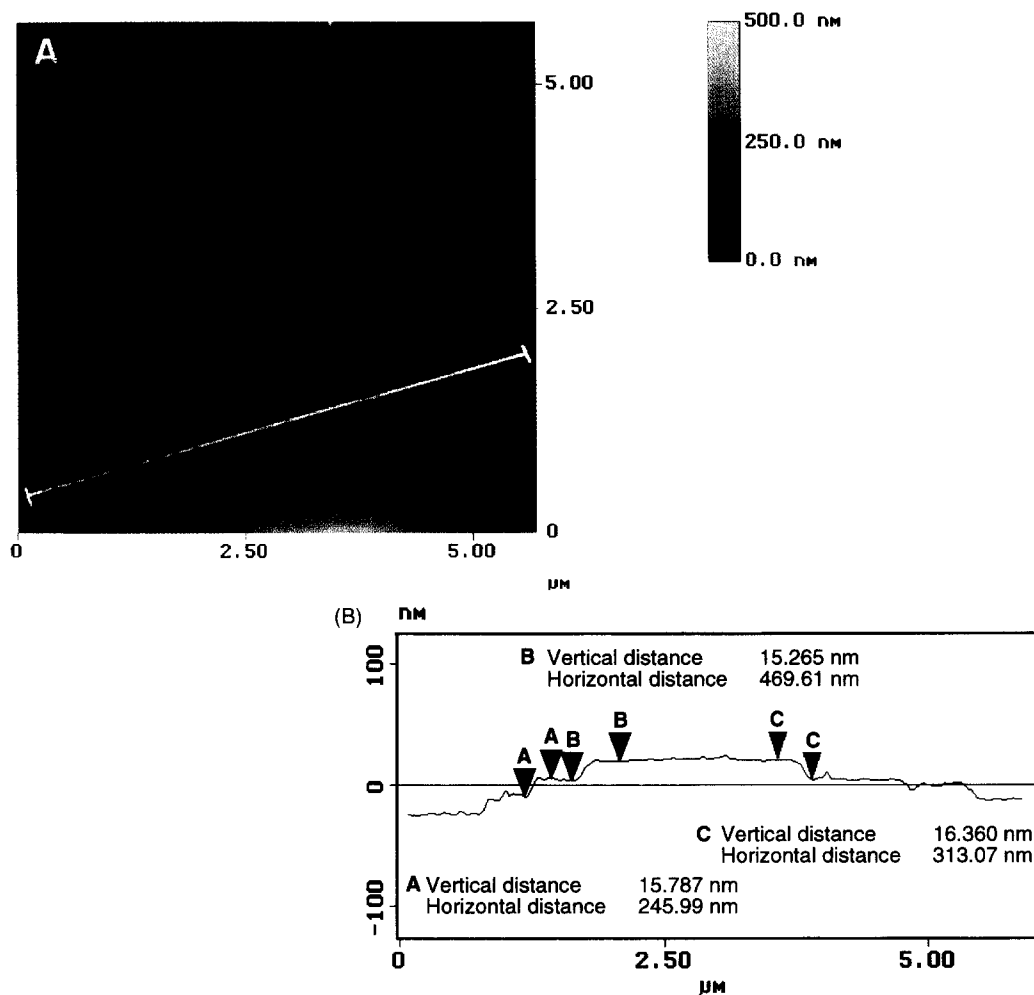 A
500.0 nM
250.0 nM
0.0 nM
5.00
2.50
0
0 2.50 5.00
μM
(B) nM
100
0
-100
B Vertical distance 15.265 nm
Horizontal distance 469.61 nm
A A B B C C
C Vertical distance 16.360 nm
Horizontal distance 313.07 nm
A Vertical distance 15.787 nm
Horizontal distance 245.99 nm
0 2.50 5.00
μM